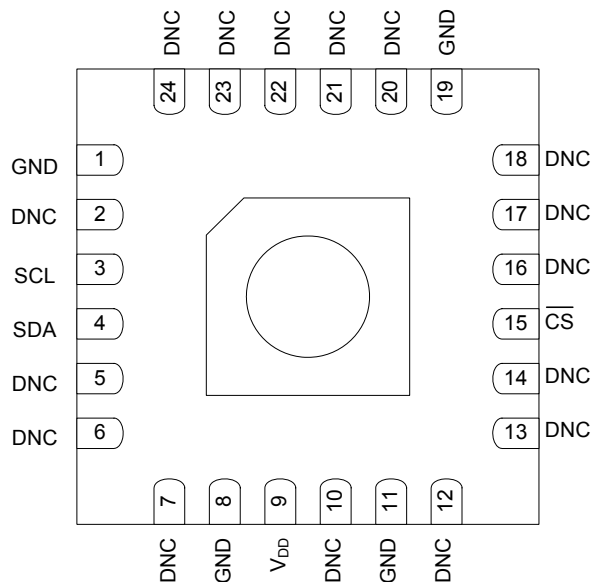 DNC DNC DNC DNC DNC GND
24 23 22 21 20 19
GND 1 18 DNC
DNC 2 17 DNC
SCL 3 16 DNC
SDA 4 15 C̅S̅
DNC 5 14 DNC
DNC 6 13 DNC
7 8 9 10 11 12
DNC GND VDD DNC GND DNC